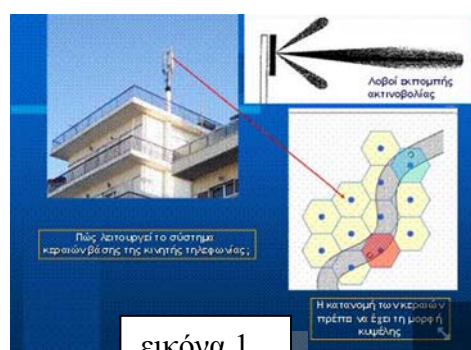 Λοβοί εκπομπής
ακτινοβολίας
Πώς λειτουργεί το σύστημα
κεραιών βάσης της κινητής τηλεφωνίας;
Η κατανομή των κεραιών
πρέπει να έχει τη μορφή
κυψέλης
εικόνα 1